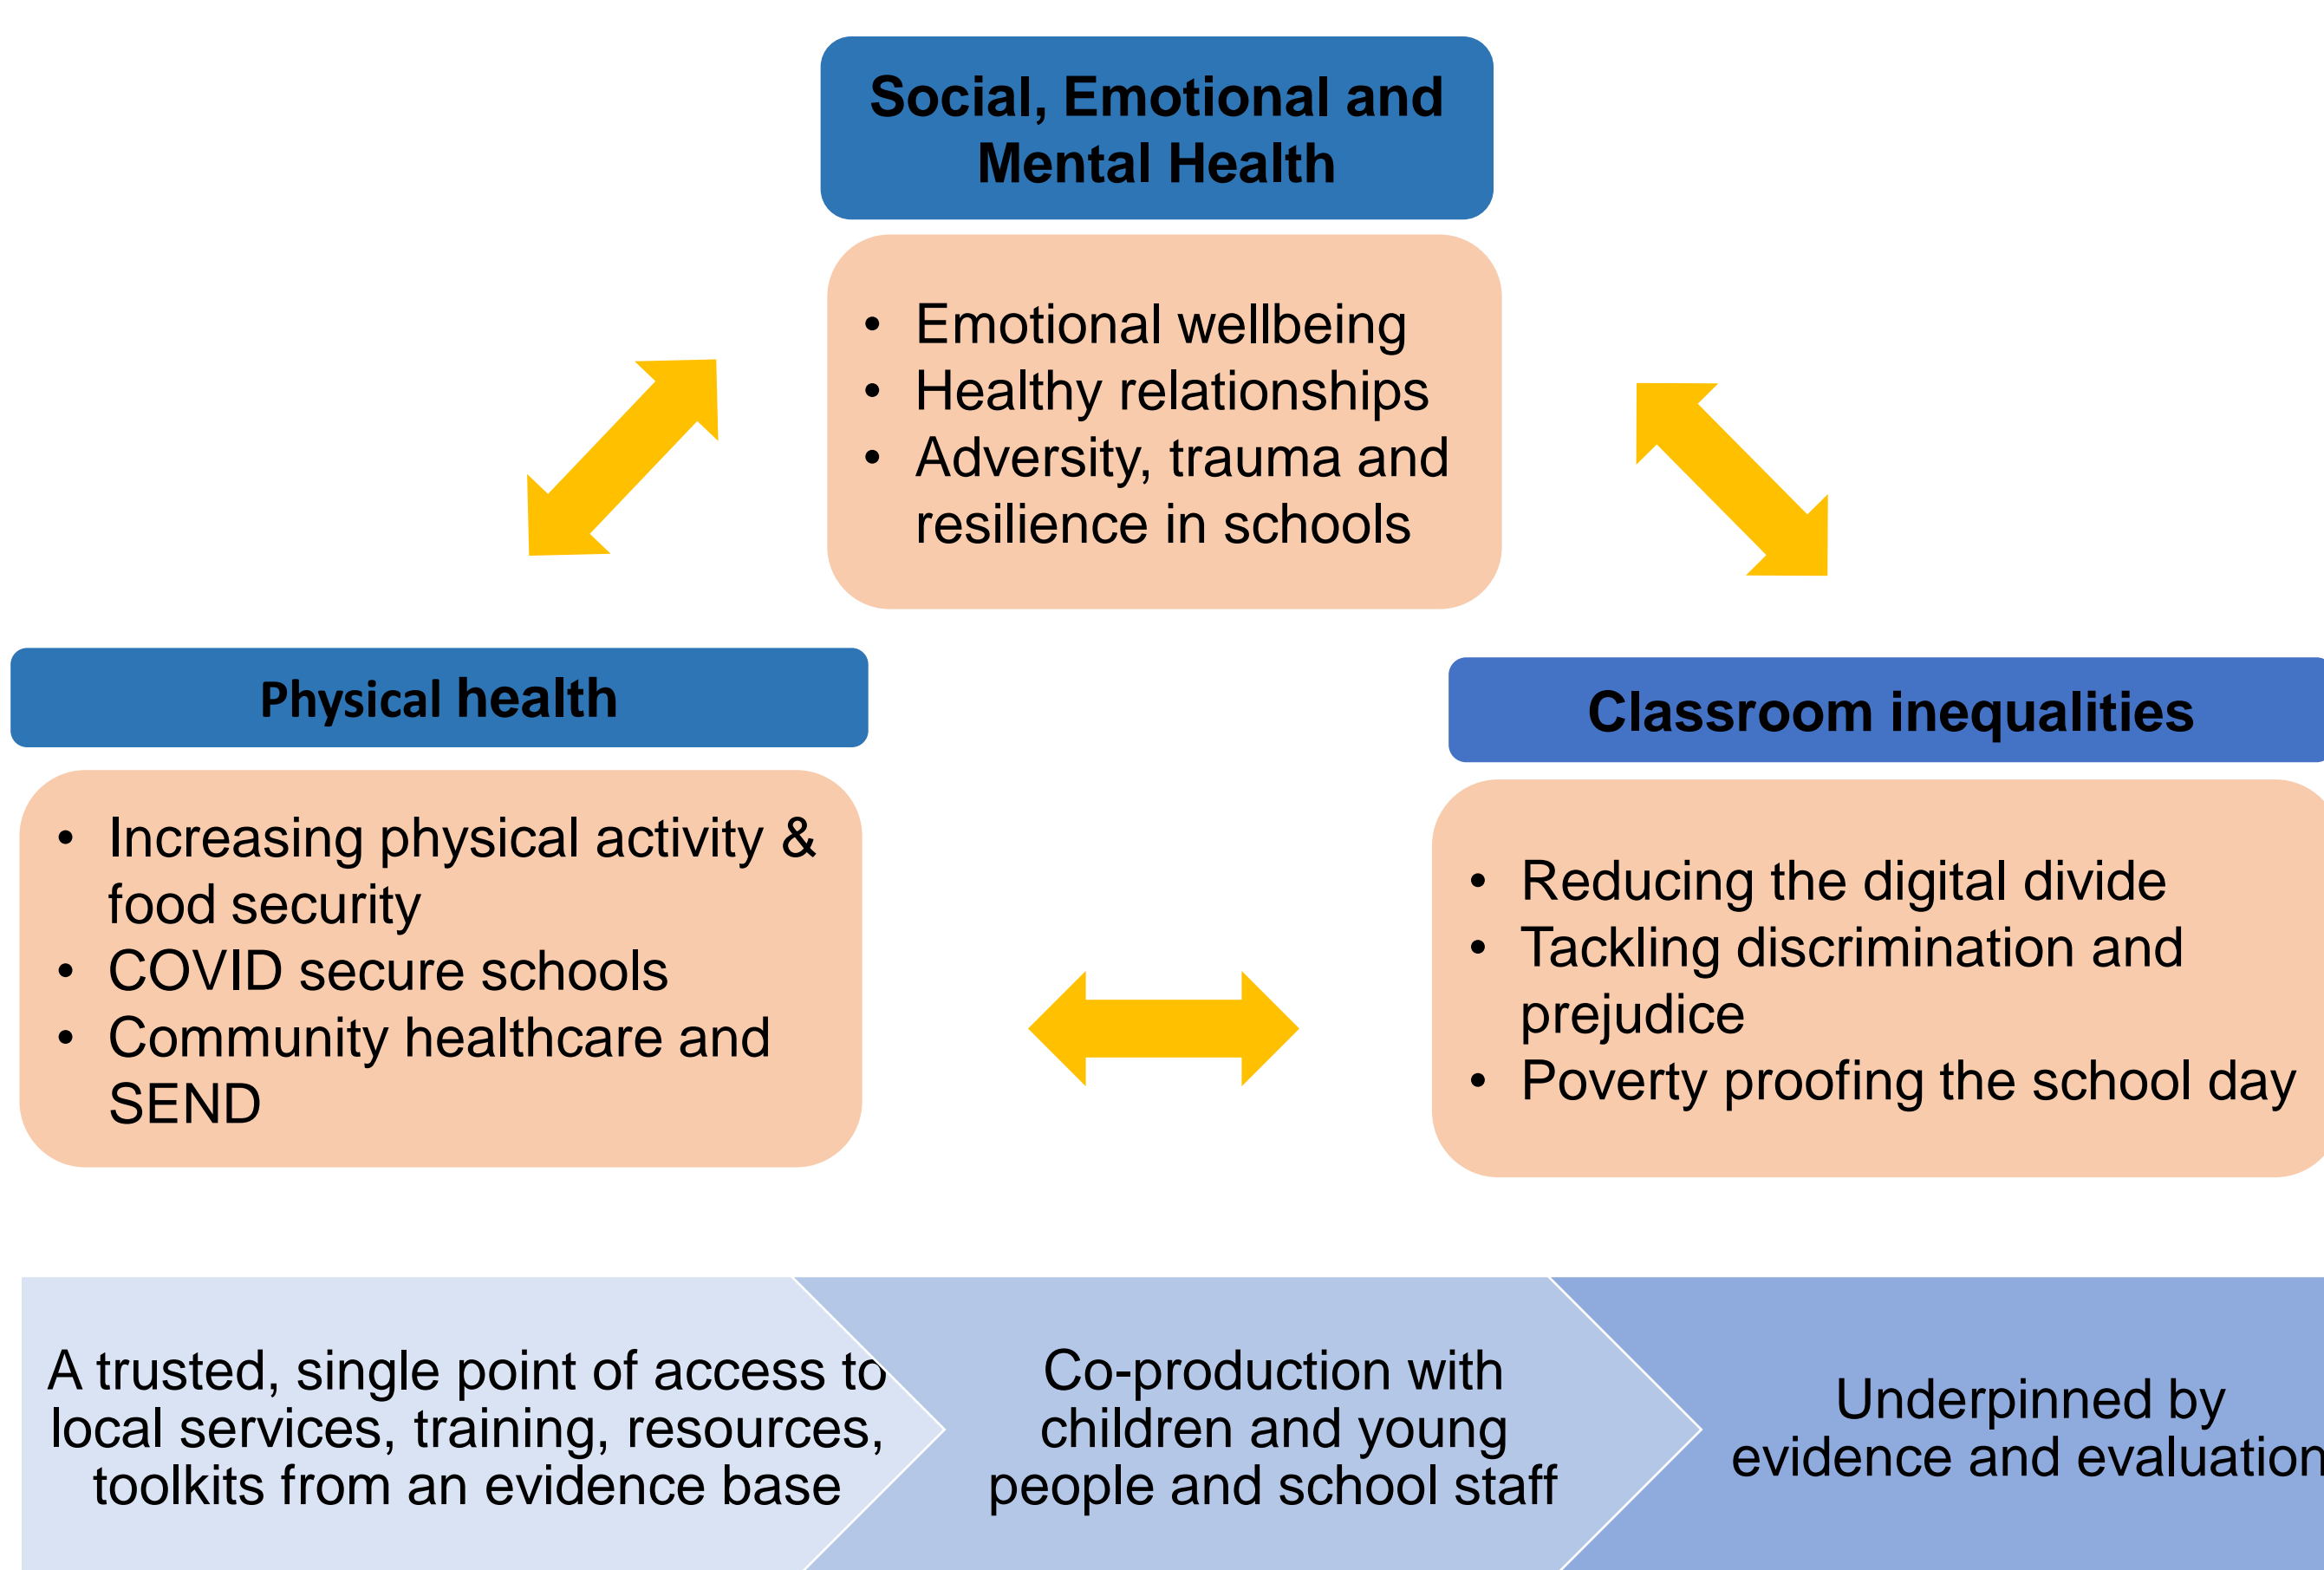 Social, Emotional and
Mental Health
• Emotional wellbeing
• Healthy relationships
• Adversity, trauma and
resilience in schools
Physical health
• Increasing physical activity &
food security
• COVID secure schools
• Community healthcare and
SEND
Classroom inequalities
• Reducing the digital divide
• Tackling discrimination and
prejudice
• Poverty proofing the school day
A trusted, single point of access to
local services, training, resources,
toolkits from an evidence base
Co-production with
children and young
people and school staff
Underpinned by
evidence and evaluation